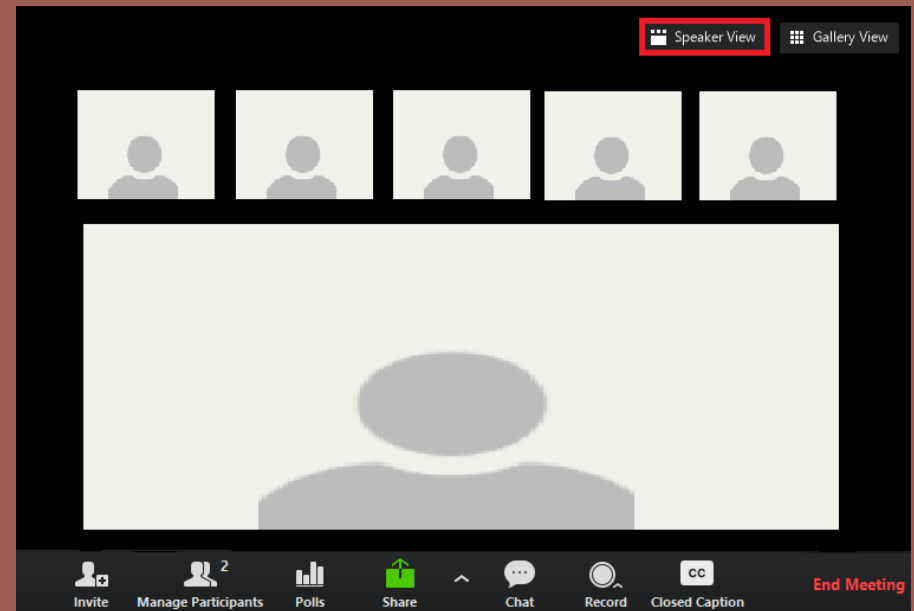 Speaker View Gallery View
2
Invite Manage Participants Polls Share Chat Record CC Closed Caption End Meeting